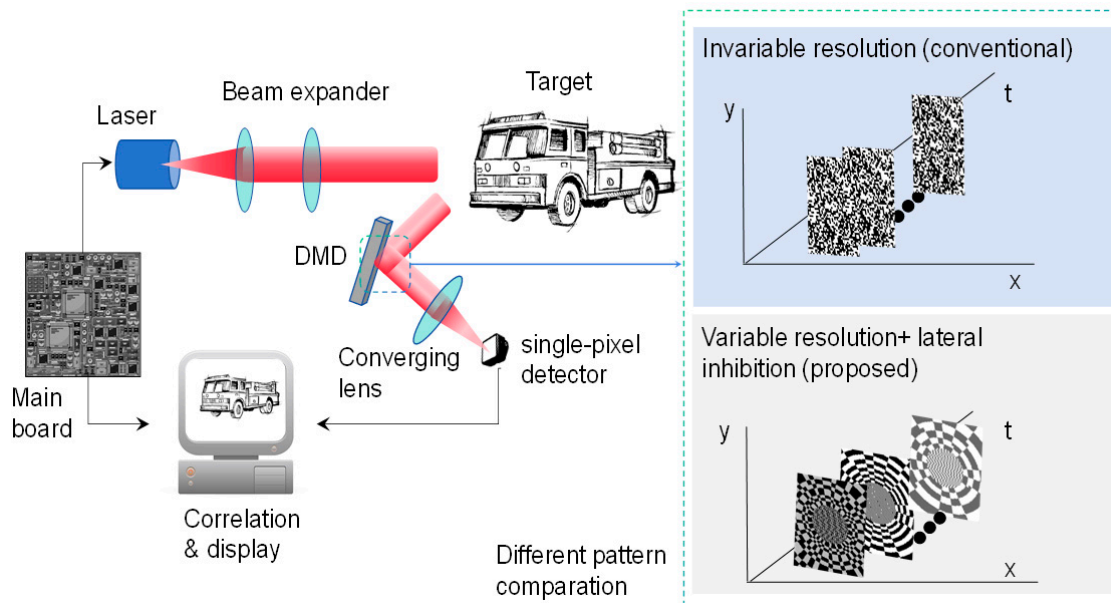 Laser
Beam expander
Target
DMD
Converging
lens
single-pixel
detector
Main
board
Correlation
& display
Different pattern
comparation
Invariable resolution (conventional)
y
t
x
Variable resolution+ lateral
inhibition (proposed)
y
t
x